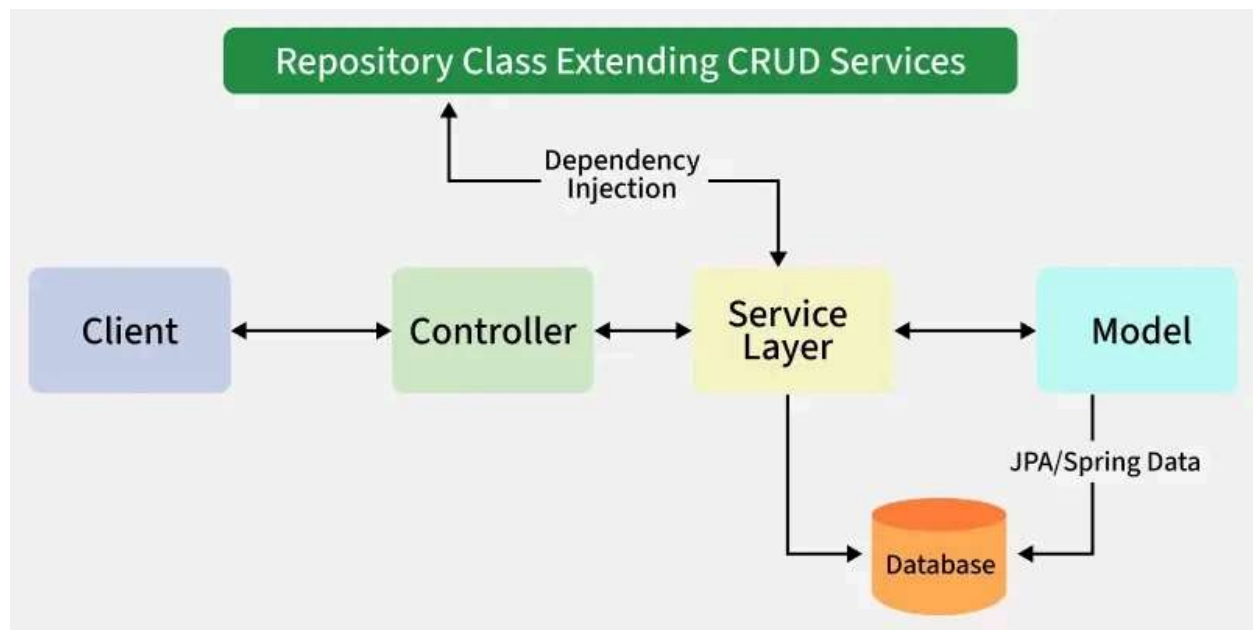 Repository Class Extending CRUD Services
Dependency
Injection
Client
Controller
Service
Layer
Model
JPA/Spring Data
Database